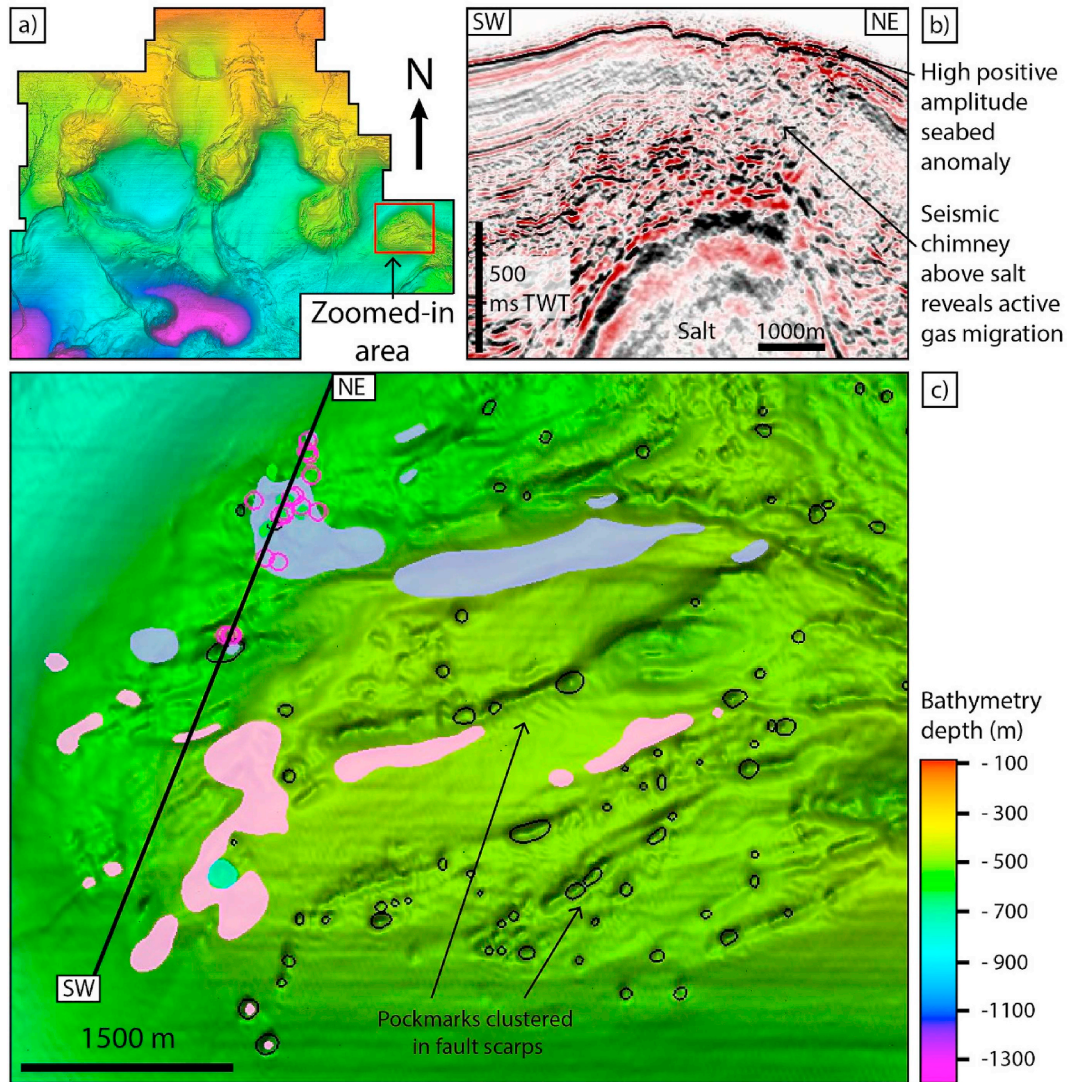 a)
N
Zoomed-in
area
SW
NE
500
ms TWT
Salt
1000m
b)
High positive
amplitude
seabed
anomaly
Seismic
chimney
above salt
reveals active
gas migration
c)
NE
SW
1500 m
Pockmarks clustered
in fault scarps
Bathymetry
depth (m)
- 100
- 300
- 500
- 700
- 900
-1100
-1300